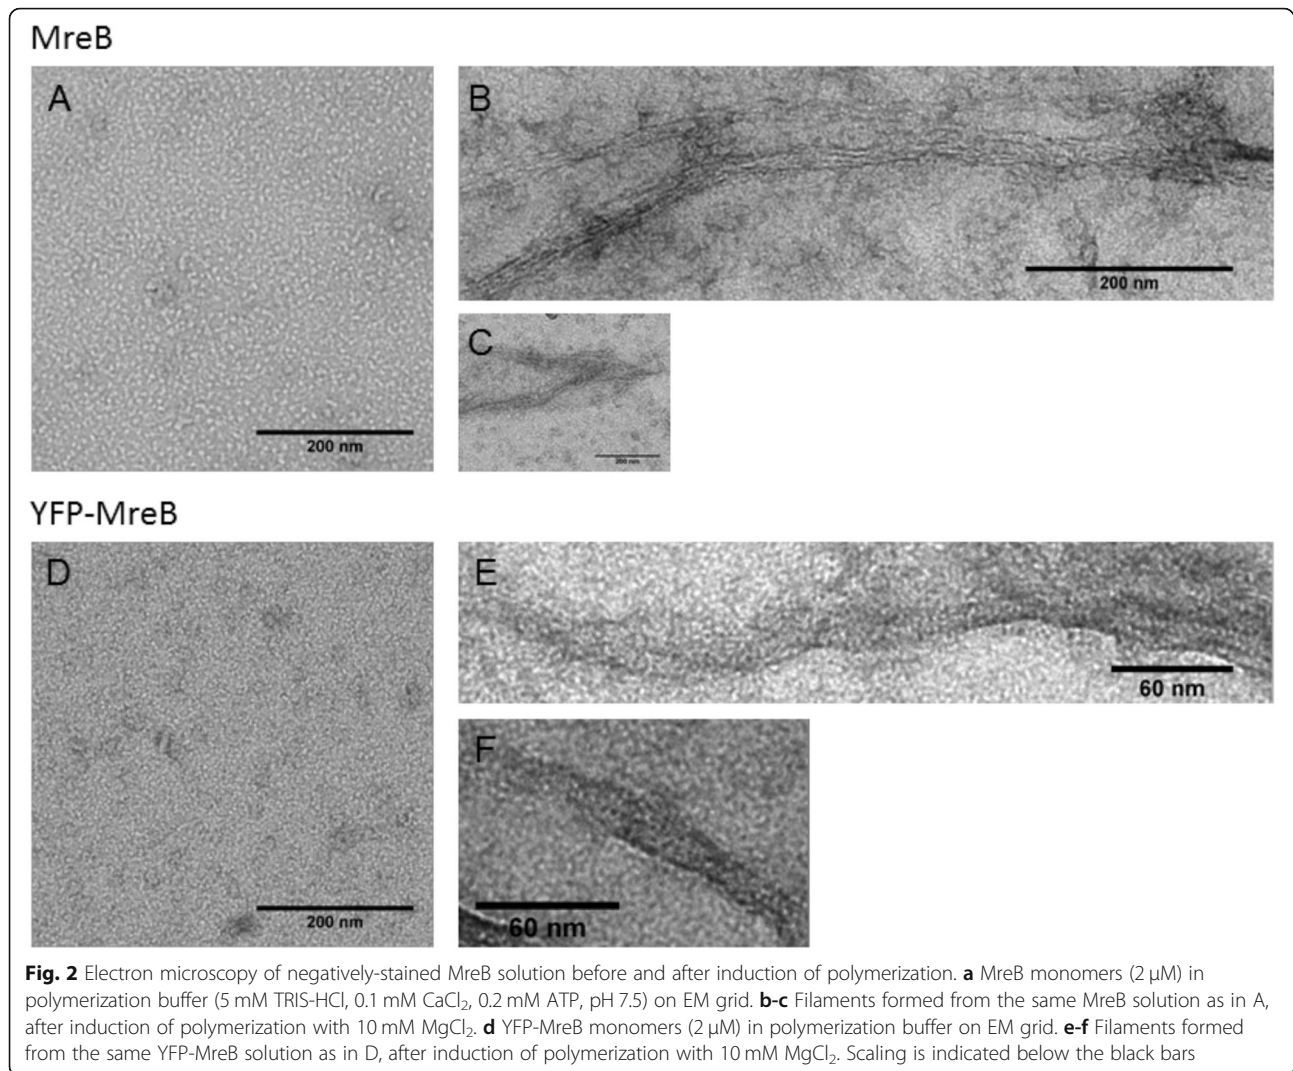 MreB
A
B
200 nm
200 nm
C
200 nm
YFP-MreB
D
E
60 nm
F
200 nm
60 nm
Fig. 2 Electron microscopy of negatively-stained MreB solution before and after induction of polymerization. a MreB monomers (2 μM) in
polymerization buffer (5 mM TRIS-HCl, 0.1 mM CaCl₂, 0.2 mM ATP, pH 7.5) on EM grid. b-c Filaments formed from the same MreB solution as in A,
after induction of polymerization with 10 mM MgCl₂. d YFP-MreB monomers (2 μM) in polymerization buffer on EM grid. e-f Filaments formed
from the same YFP-MreB solution as in D, after induction of polymerization with 10 mM MgCl₂. Scaling is indicated below the black bars